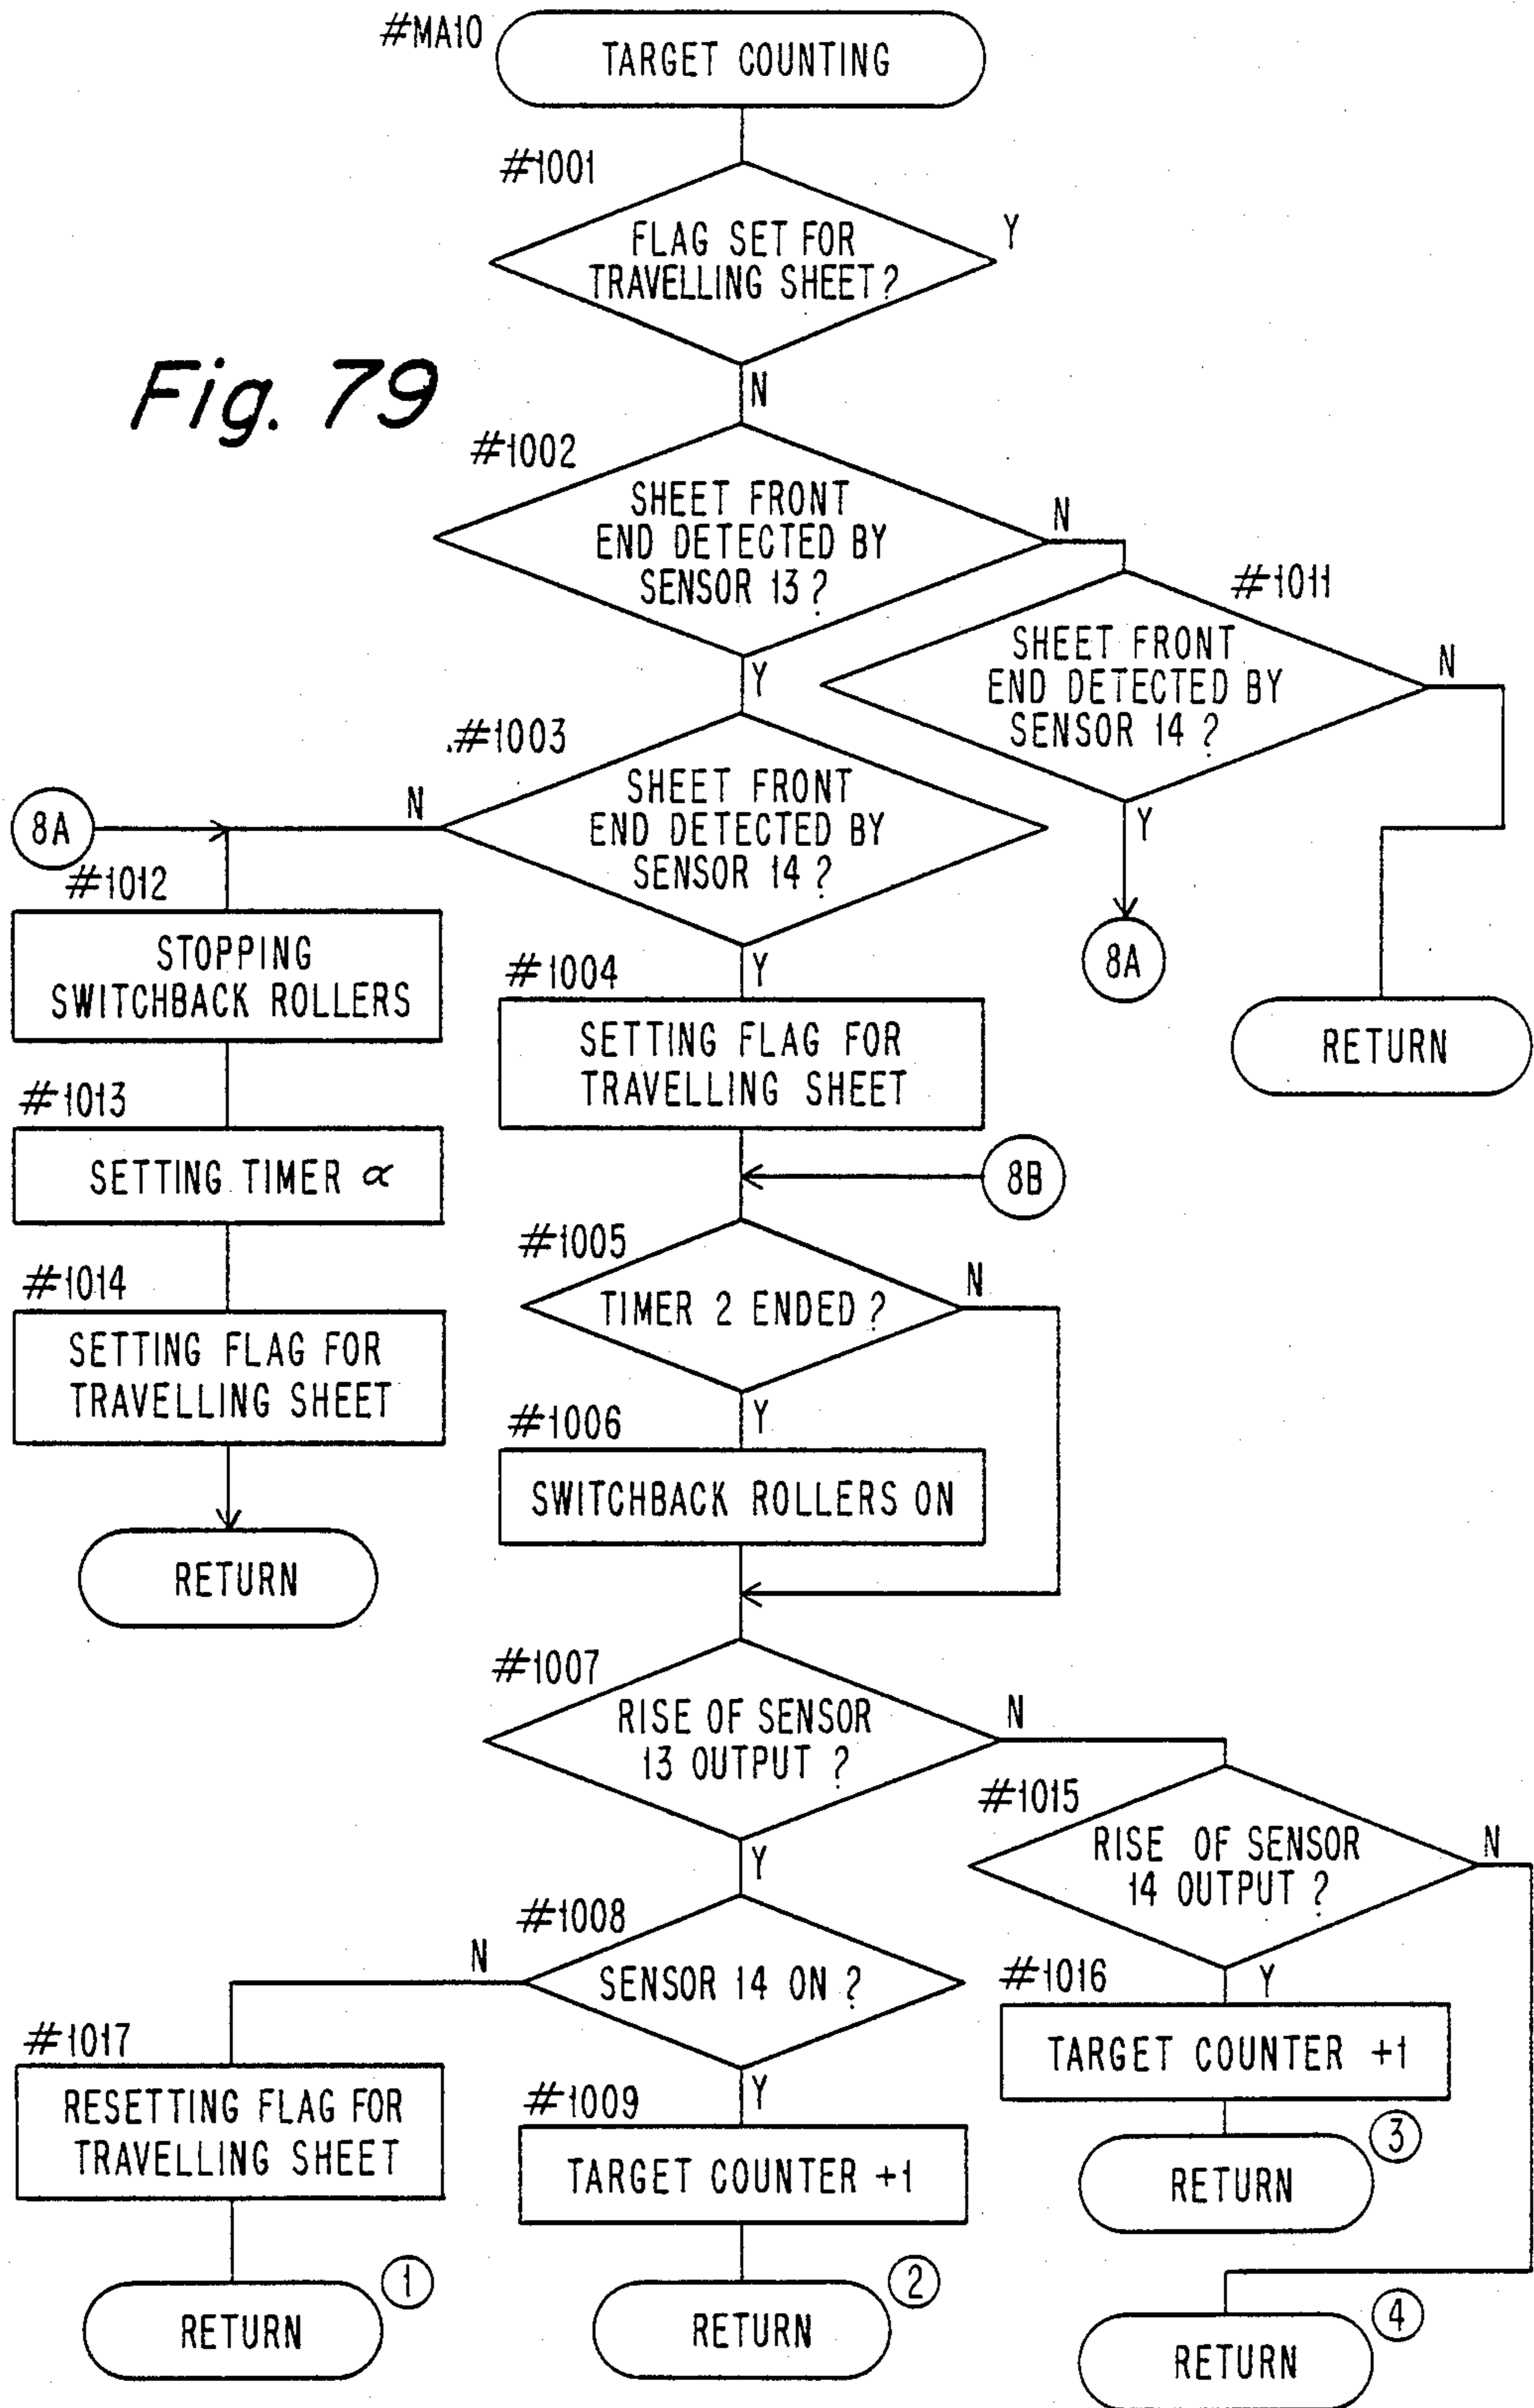 #MA10
TARGET COUNTING
#1001
FLAG SET FOR
TRAVELLING SHEET?
Y
N
Fig. 79
#1002
SHEET FRONT
END DETECTED BY
SENSOR 13?
N
Y
#1011
SHEET FRONT
END DETECTED BY
SENSOR 14?
N
Y
8A
RETURN
#1003
SHEET FRONT
END DETECTED BY
SENSOR 14?
N
Y
8A
#1012
STOPPING
SWITCHBACK ROLLERS
#1013
SETTING TIMER α
#1014
SETTING FLAG FOR
TRAVELLING SHEET
RETURN
#1004
SETTING FLAG FOR
TRAVELLING SHEET
8B
#1005
TIMER 2 ENDED?
N
Y
#1006
SWITCHBACK ROLLERS ON
#1007
RISE OF SENSOR
13 OUTPUT ?
N
Y
#1015
RISE OF SENSOR
14 OUTPUT ?
N
Y
#1016
TARGET COUNTER +1
3
RETURN
4
RETURN
#1008
SENSOR 14 ON ?
N
Y
#1017
RESETTING FLAG FOR
TRAVELLING SHEET
1
RETURN
#1009
TARGET COUNTER +1
2
RETURN